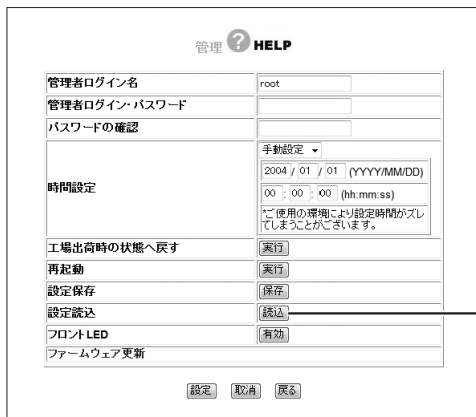 管理 ? HELP
管理者ログイン名 root
管理者ログイン・パスワード
パスワードの確認
時間設定 手動設定
2004 / 01 / 01 (YYYY/MM/DD)
00 : 00 : 00 (hh:mm:ss)
*ご使用の環境により設定時間がズレ
てしまうことがございます。
工場出荷時の状態へ戻す 実行
再起動 実行
設定保存 保存
設定読込 読込
フロントLED 有効
ファームウェア更新
設定 取消 戻る